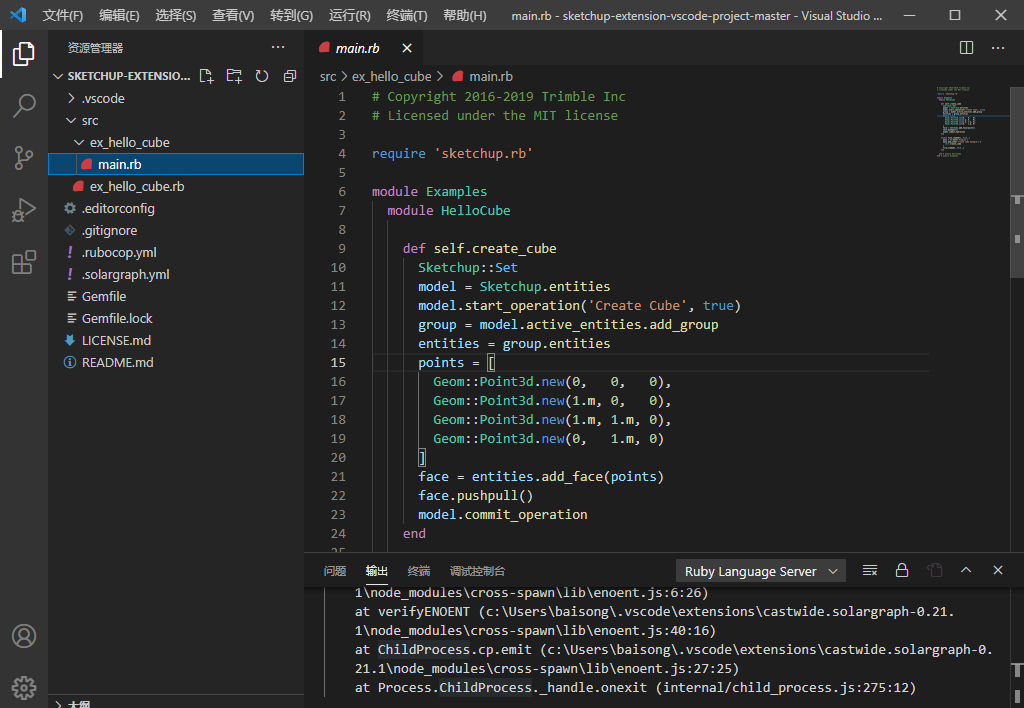 文件(F) 编辑(E) 选择(S) 查看(V) 转到(G) 运行(R) 终端(T) 帮助(H) main.rb - sketchup-extension-vscode-project-master - Visual Studio ...
资源管理器
SKETCHUP-EXTENSIO...
.vscode
src
ex_hello_cube
main.rb
ex_hello_cube.rb
.editorconfig
.gitignore
! .rubocop.yml
! .solargraph.yml
Gemfile
Gemfile.lock
LICENSE.md
README.md
大纲
main.rb
src > ex_hello_cube > main.rb
1 # Copyright 2016-2019 Trimble Inc
2 # Licensed under the MIT license
3
4 require 'sketchup.rb'
5
6 module Examples
7 module HelloCube
8
9 def self.create_cube
10 Sketchup::Set
11 model = Sketchup.entities
12 model.start_operation('Create Cube', true)
13 group = model.active_entities.add_group
14 entities = group.entities
15 points = [
16 Geom::Point3d.new(0, 0, 0),
17 Geom::Point3d.new(1.m, 0, 0),
18 Geom::Point3d.new(1.m, 1.m, 0),
19 Geom::Point3d.new(0, 1.m, 0)
20 ]
21 face = entities.add_face(points)
22 face.pushpull()
23 model.commit_operation
24 end
25
问题 输出 终端 调试控制台 Ruby Language Server
1\node_modules\cross-spawn\lib\enoent.js:6:26)
at verifyENOENT (c:\Users\baisong\.vscode\extensions\castwide.solargraph-0.21.
1\node_modules\cross-spawn\lib\enoent.js:40:16)
at ChildProcess.cp.emit (c:\Users\baisong\.vscode\extensions\castwide.solargraph-0.
21.1\node_modules\cross-spawn\lib\enoent.js:27:25)
at Process.ChildProcess._handle.onexit (internal/child_process.js:275:12)